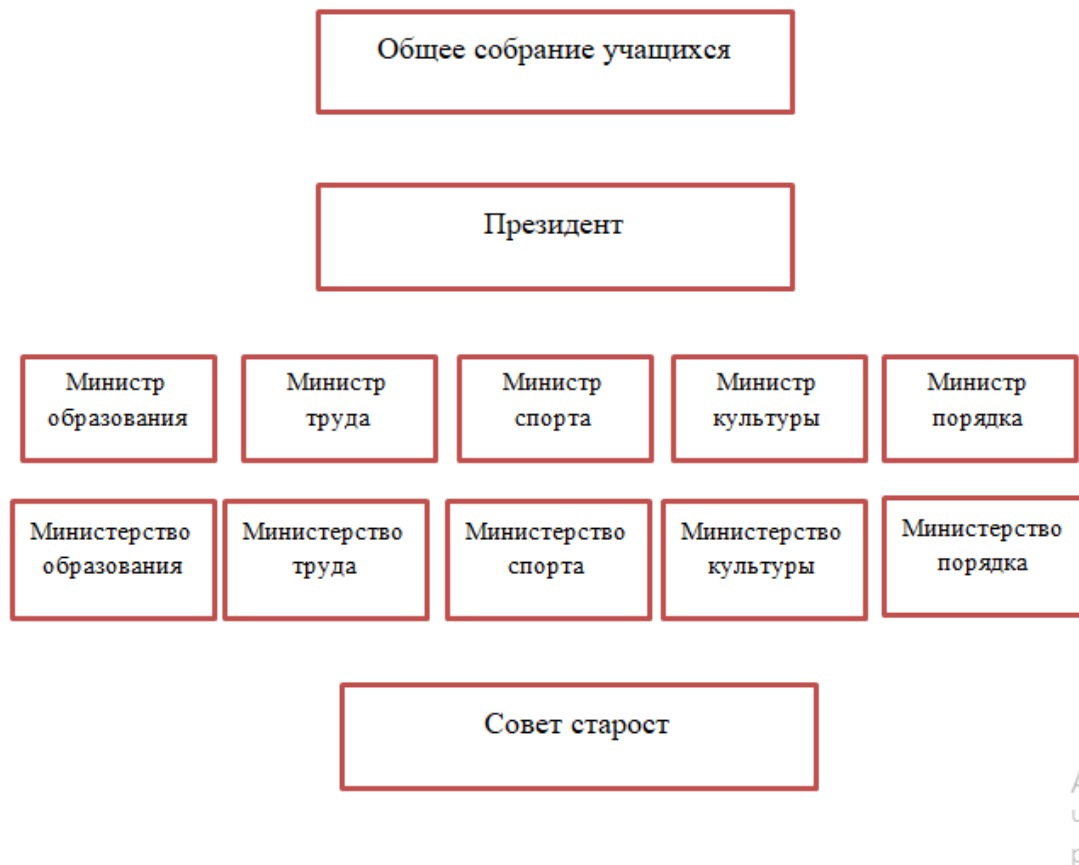 Общее собрание учащихся
Президент
Министр
образования
Министр
труда
Министр
спорта
Министр
культуры
Министр
порядка
Министерство
образования
Министерство
труда
Министерство
спорта
Министерство
культуры
Министерство
порядка
Совет старост